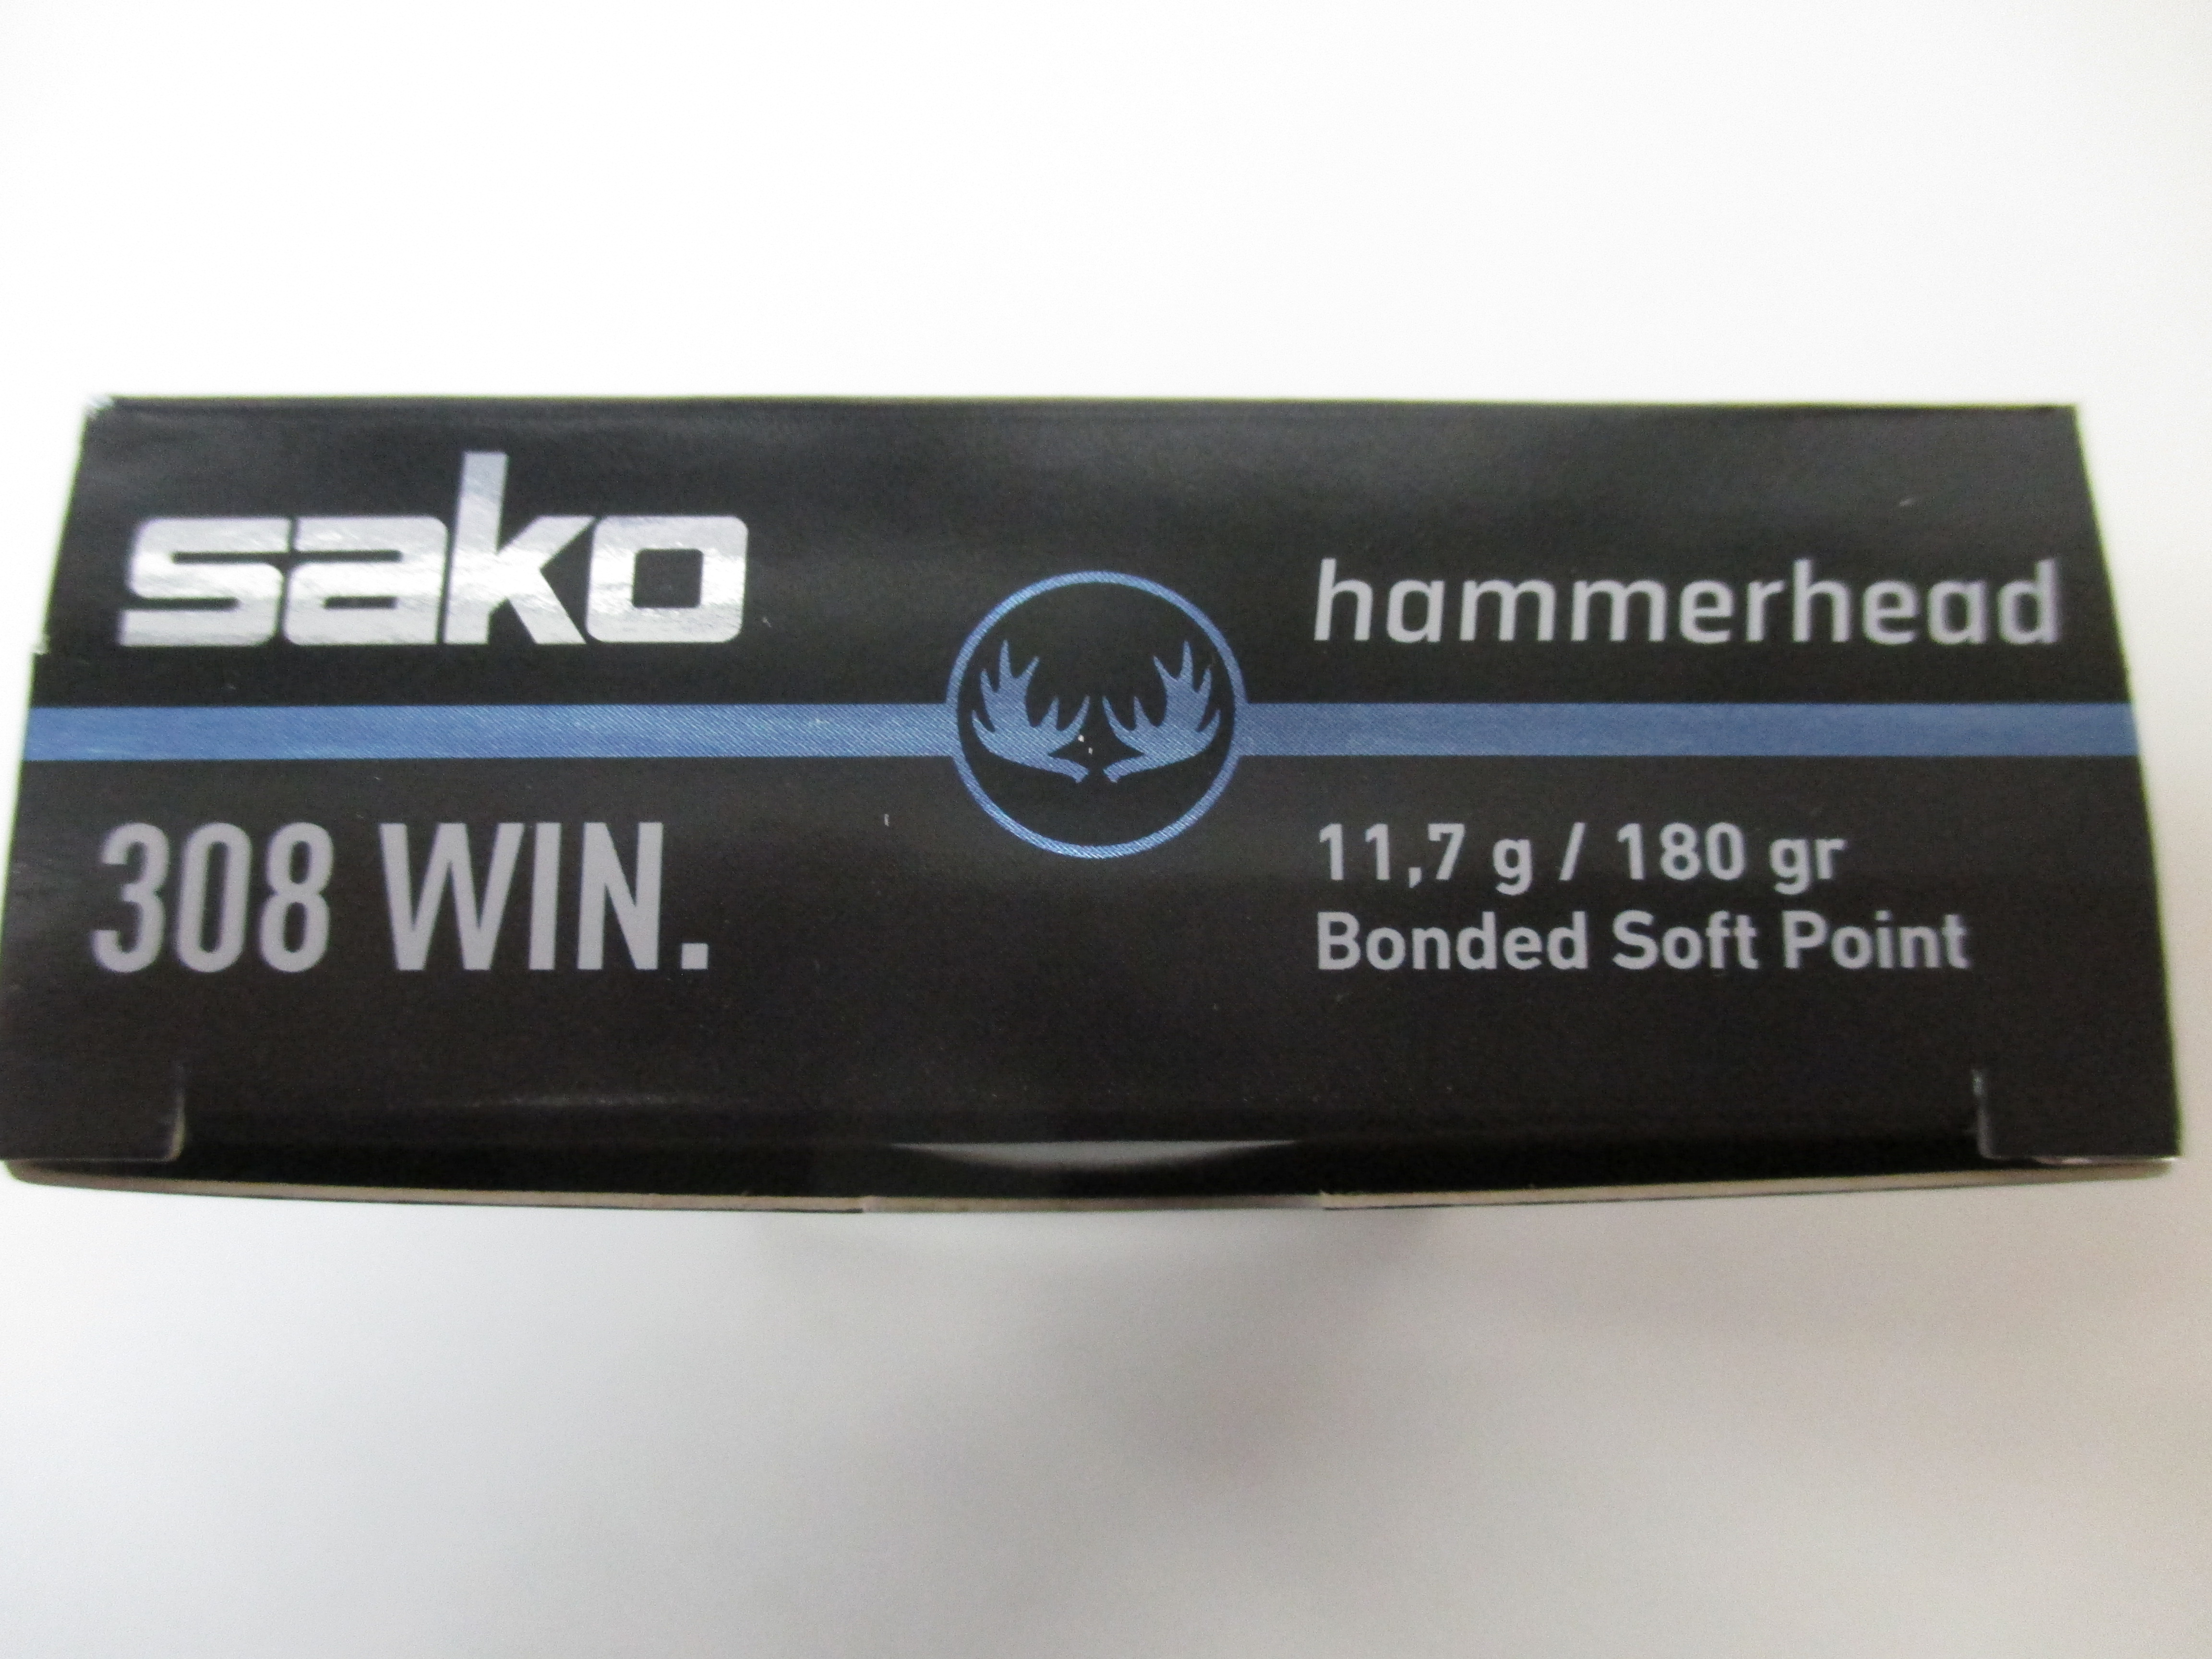 sako
hammerhead
308 WIN.
11,7 g / 180 gr
Bonded Soft Point